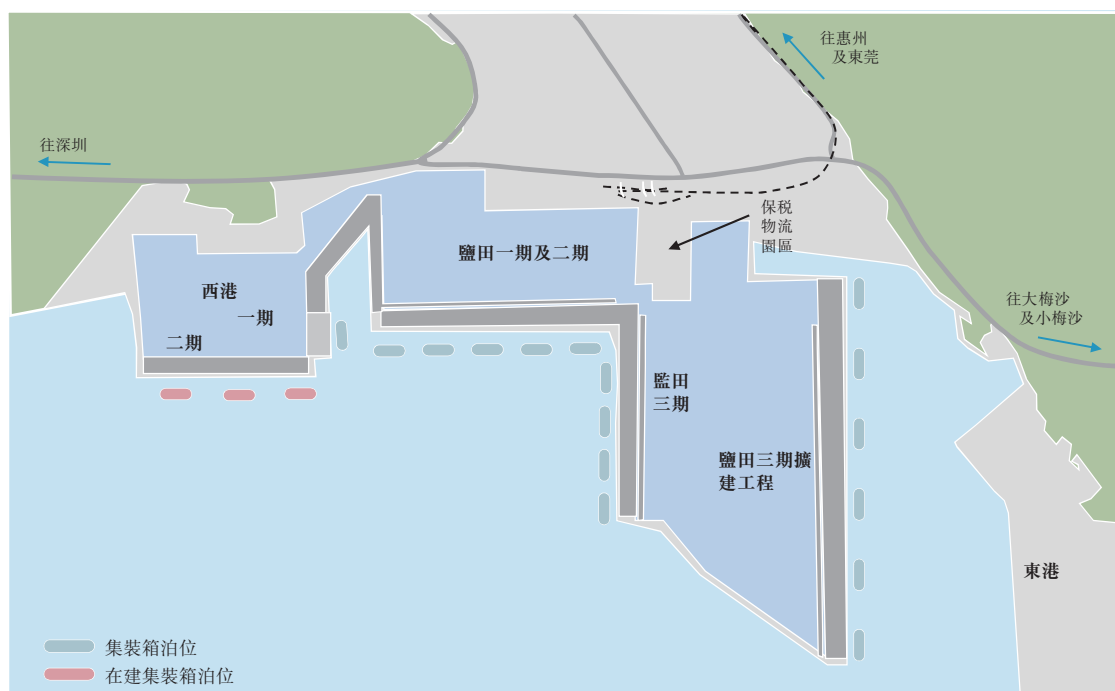 往惠州
及東莞
往深圳
保税
物流
園區
鹽田一期及二期
西港
一期
二期
往大梅沙
及小梅沙
監田
三期
鹽田三期擴
建工程
東港
集裝箱泊位
在建集裝箱泊位